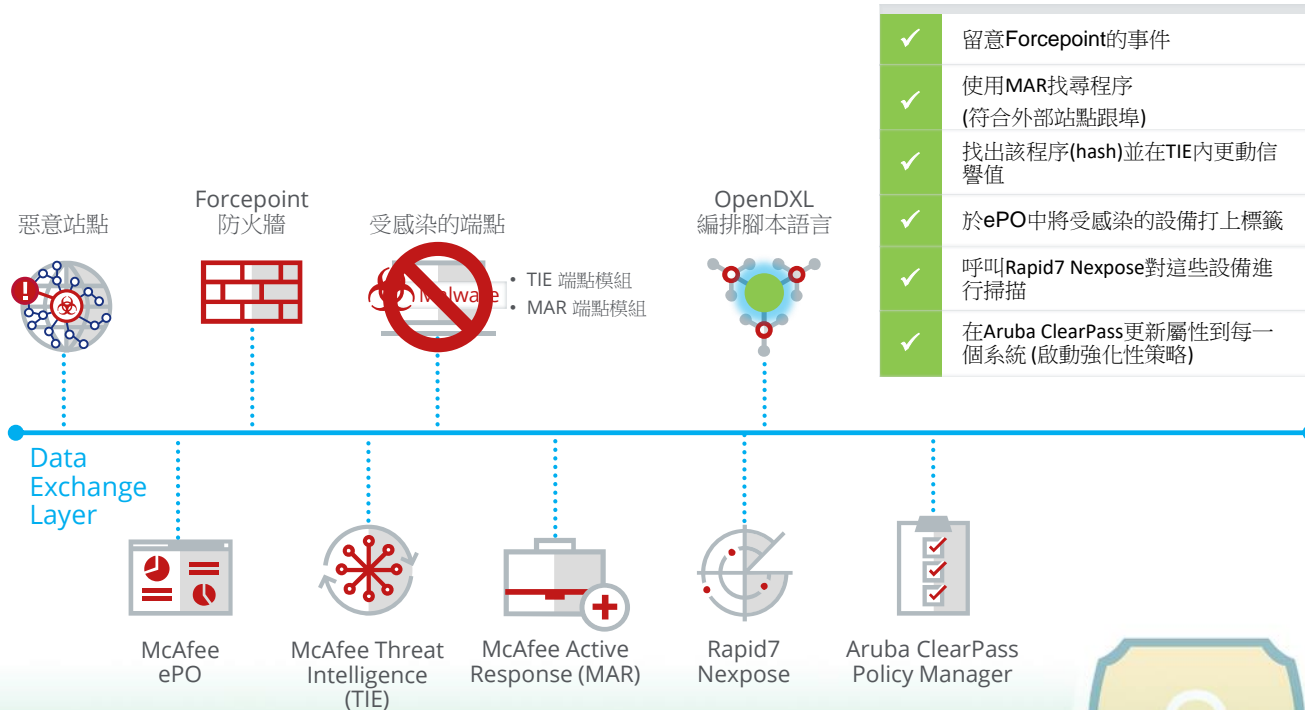 留意Forcepoint的事件
使用MAR找尋程序
(符合外部站點跟埠)
找出該程序(hash)並在TIE內更動信
譽值
於ePO中將受感染的設備打上標籤
呼叫Rapid7 Nexpose對這些設備進
行掃描
在Aruba ClearPass更新屬性到每一
個系統 (啟動強化性策略)
惡意站點
Forcepoint
防火牆
受感染的端點
Malware
• TIE 端點模組
• MAR 端點模組
OpenDXL
編排腳本語言
Data
Exchange
Layer
McAfee
ePO
McAfee Threat
Intelligence
(TIE)
McAfee Active
Response (MAR)
Rapid7
Nexpose
Aruba ClearPass
Policy Manager